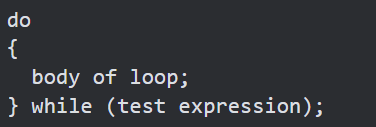 do
{
  body of loop;
} while (test expression);